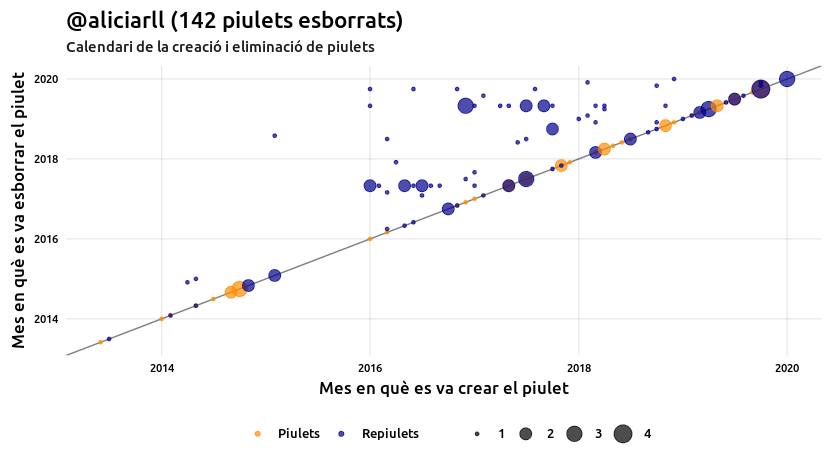 @aliciarll (142 piulets esborrats)
Calendari de la creació i eliminació de piulets
Mes en què es va esborrar el piulet
2020
2018
2016
2014
2014 2016 2018 2020
Mes en què es va crear el piulet
Piulets Repiulets 1 2 3 4